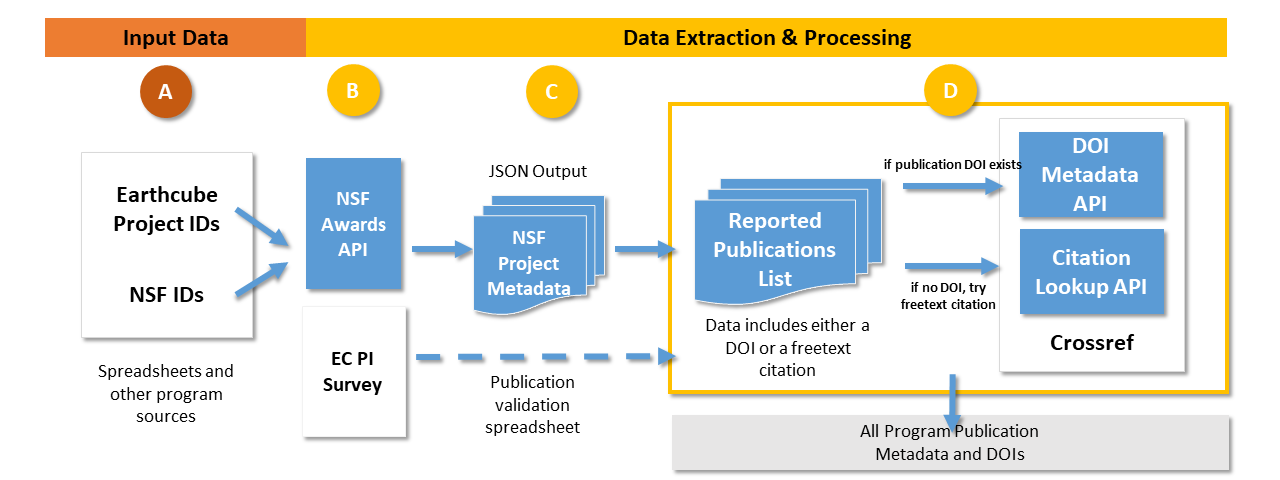 Input Data
Data Extraction & Processing
A
B
C
D
Earthcube
Project IDs
NSF IDs
Spreadsheets and
other program
sources
NSF
Awards
API
EC PI
Survey
JSON Output
NSF
Project
Metadata
Publication
validation
spreadsheet
Reported
Publications
List
Data includes either a
DOI or a freetext
citation
if publication DOI exists
if no DOI, try
freetext citation
DOI
Metadata
API
Citation
Lookup API
Crossref
All Program Publication
Metadata and DOIs